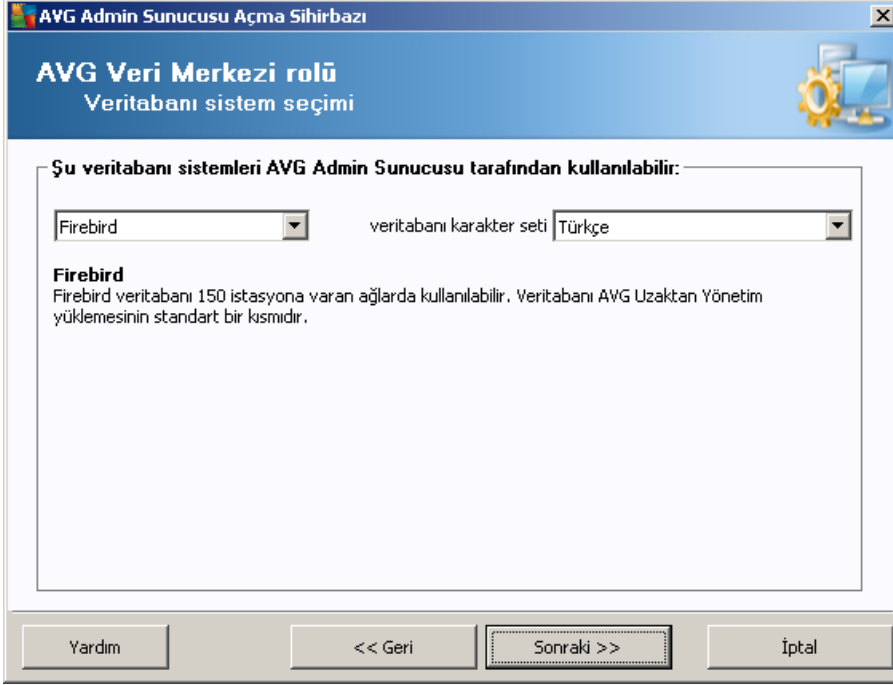 AVG Admin Sunucusu Açma Sihirbazı
AVG Veri Merkezi rolü
Veritabanı sistem seçimi
Şu veritabanı sistemleri AVG Admin Sunucusu tarafından kullanılabilir:
Firebird veritabanı karakter seti Türkçe
Firebird
Firebird veritabanı 150 istasyona varan ağlarda kullanılabilir. Veritabanı AVG Uzaktan Yönetim
yüklemesinin standart bir kısmıdır.
Yardım << Geri Sonraki >> İptal